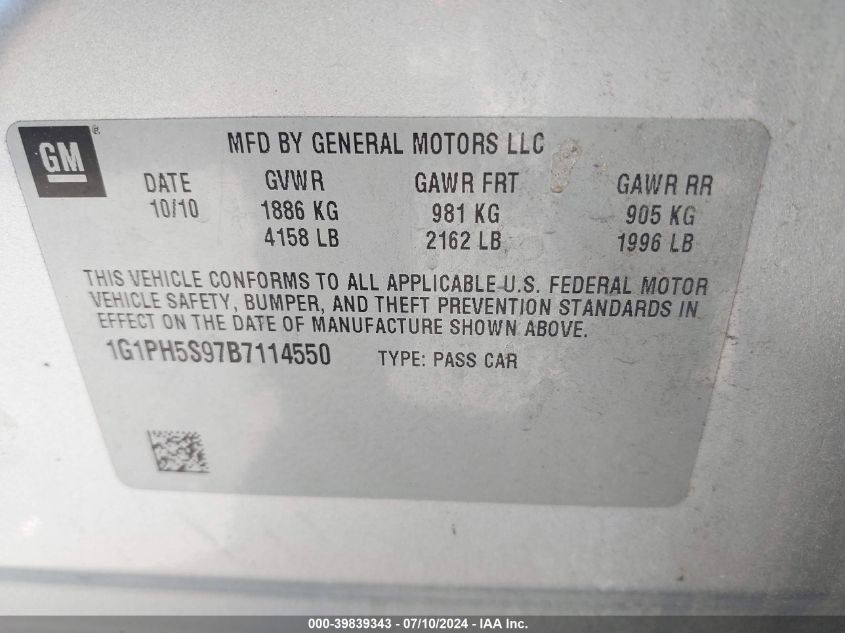 GM ®
MFD BY GENERAL MOTORS LLC
DATE GVWR GAWR FRT GAWR RR
10/10 1886 KG 981 KG 905 KG
4158 LB 2162 LB 1996 LB
THIS VEHICLE CONFORMS TO ALL APPLICABLE U.S. FEDERAL MOTOR
VEHICLE SAFETY, BUMPER, AND THEFT PREVENTION STANDARDS IN
EFFECT ON THE DATE OF MANUFACTURE SHOWN ABOVE.
1G1PH5S97B7114550 TYPE: PASS CAR
000-39839343 / 07/10/2024 / IAA Inc.